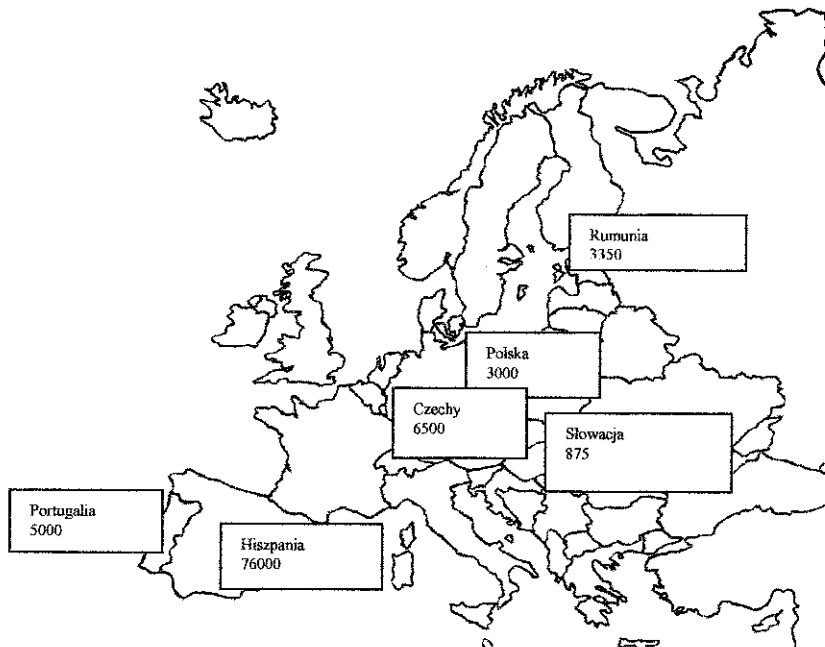 Rumunia
3350
Polska
3000
Czechy
6500
Słowacja
875
Portugalia
5000
Hiszpania
76000